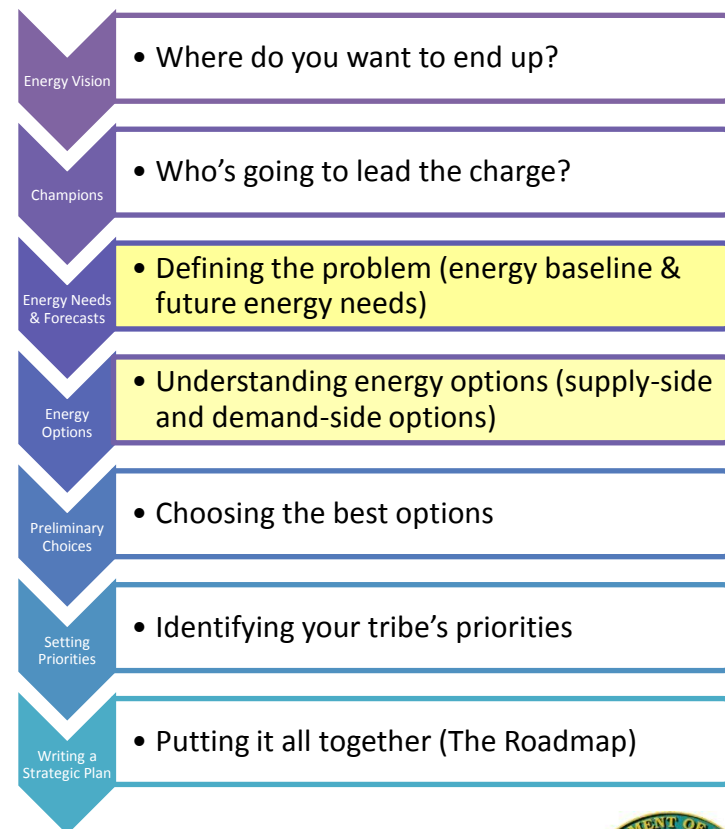 Energy Vision
• Where do you want to end up?
Champions
• Who's going to lead the charge?
Energy Needs
& Forecasts
• Defining the problem (energy baseline &
future energy needs)
Energy
Options
• Understanding energy options (supply-side
and demand-side options)
Preliminary
Choices
• Choosing the best options
Setting
Priorities
• Identifying your tribe's priorities
Writing a
Strategic Plan
• Putting it all together (The Roadmap)
MENT OF